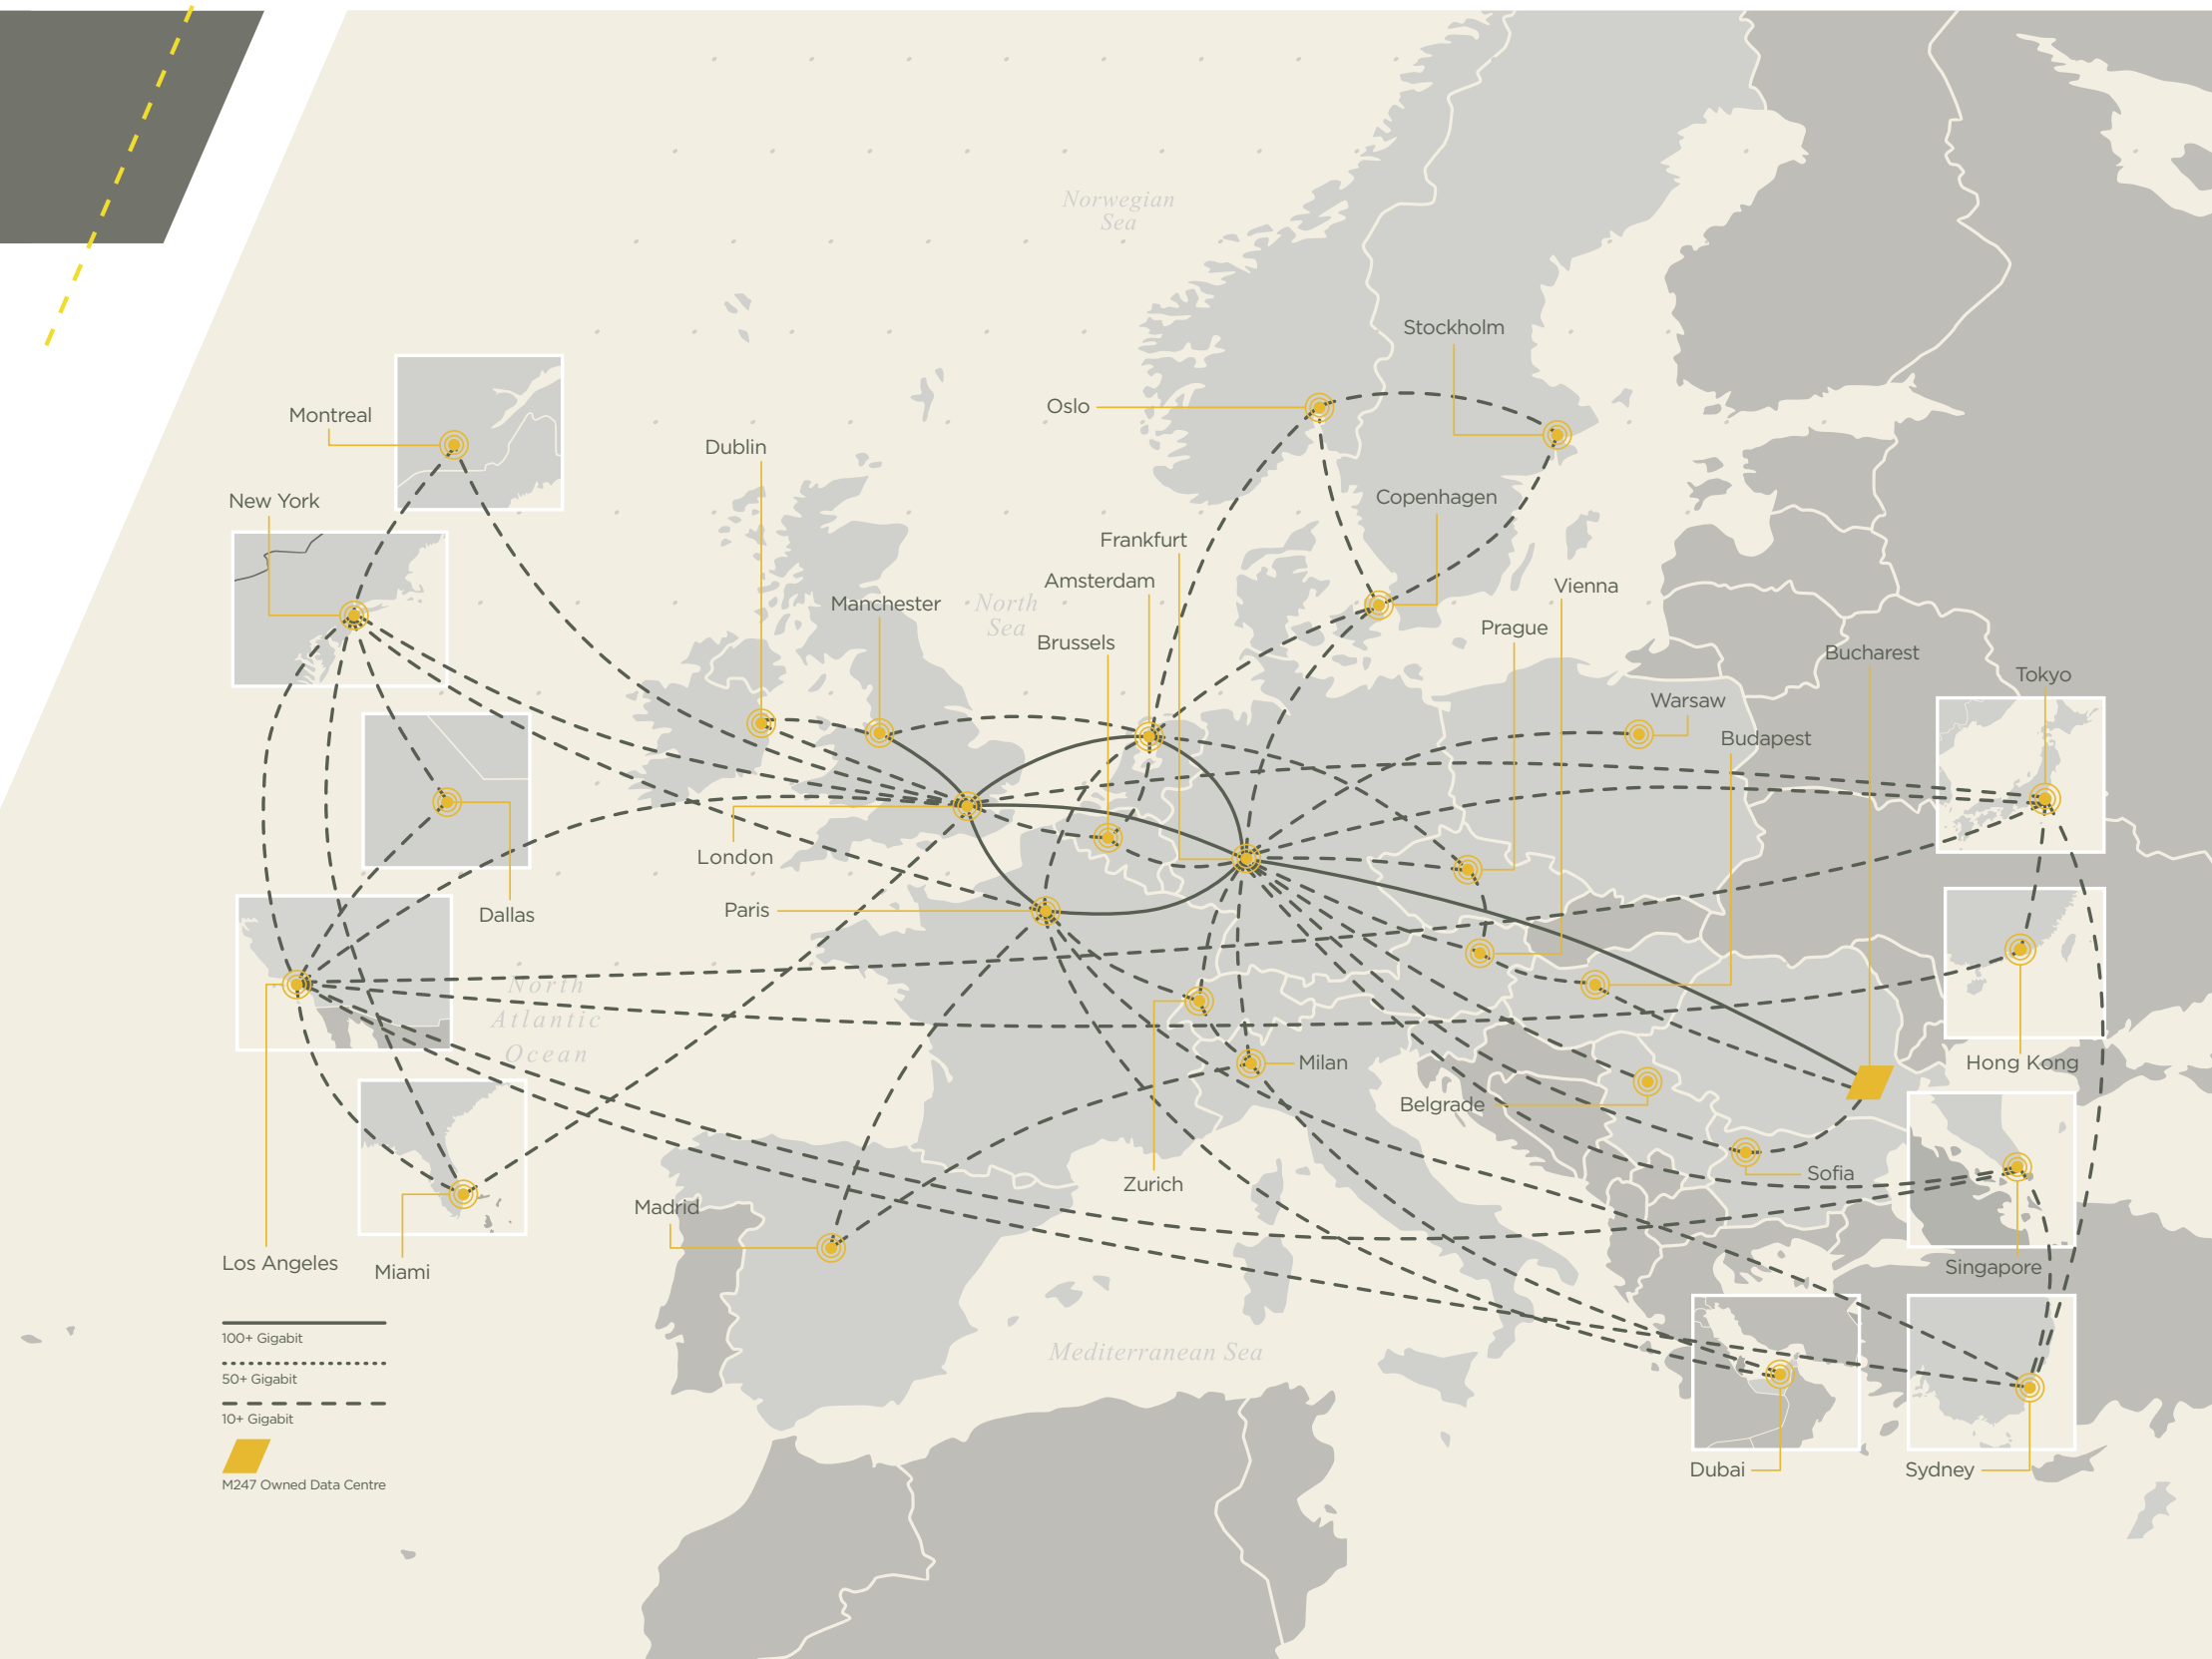 Norwegian
Sea
Stockholm
Oslo
Montreal
Dublin
New York
Copenhagen
Frankfurt
Amsterdam
Vienna
Manchester
North
Sea
Prague
Brussels
Bucharest
Tokyo
Warsaw
Budapest
London
Paris
Dallas
North
Atlantic
Ocean
Milan
Hong Kong
Belgrade
Sofia
Zurich
Madrid
Los Angeles
Miami
Singapore
Mediterranean Sea
100+ Gigabit
50+ Gigabit
10+ Gigabit
M247 Owned Data Centre
Dubai
Sydney